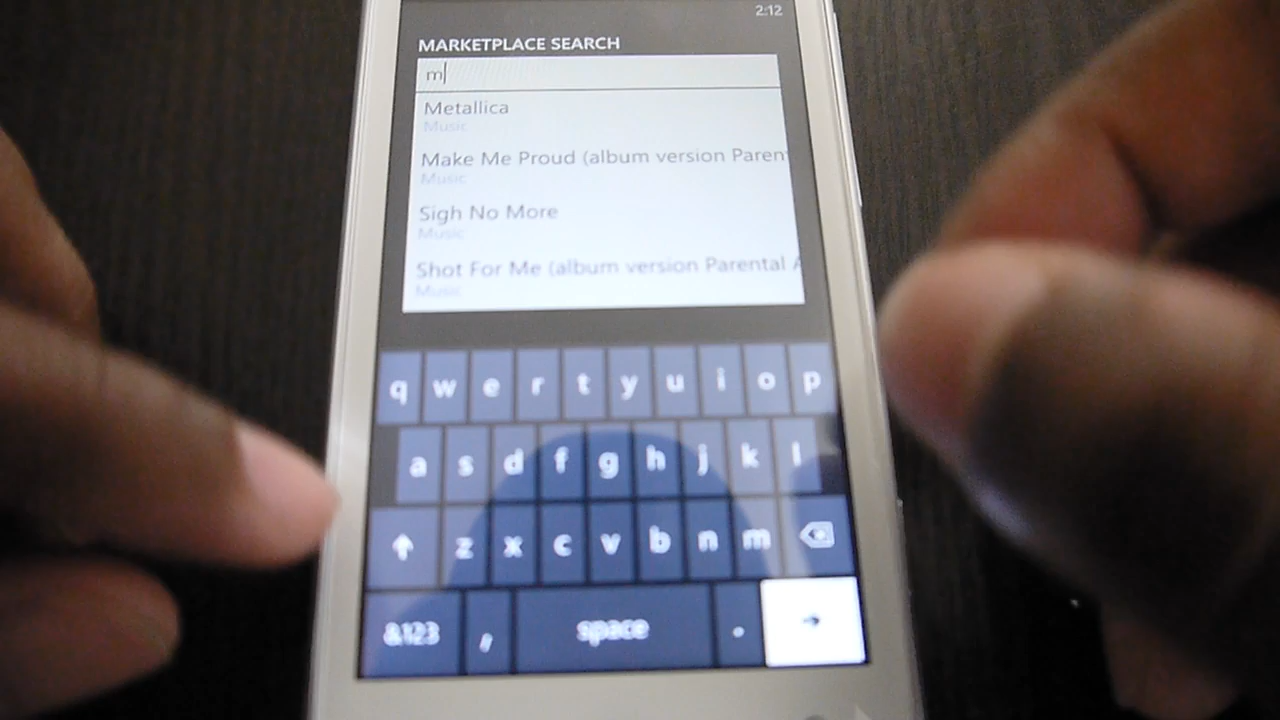 2:12
MARKETPLACE SEARCH
m
Metallica
Music
Make Me Proud (album version Paren
Music
Sigh No More
Music
Shot For Me (album version Parental A
Music
q w e r t y u i o p
a s d f g h j k l
z x c v b n m
&123 , space .